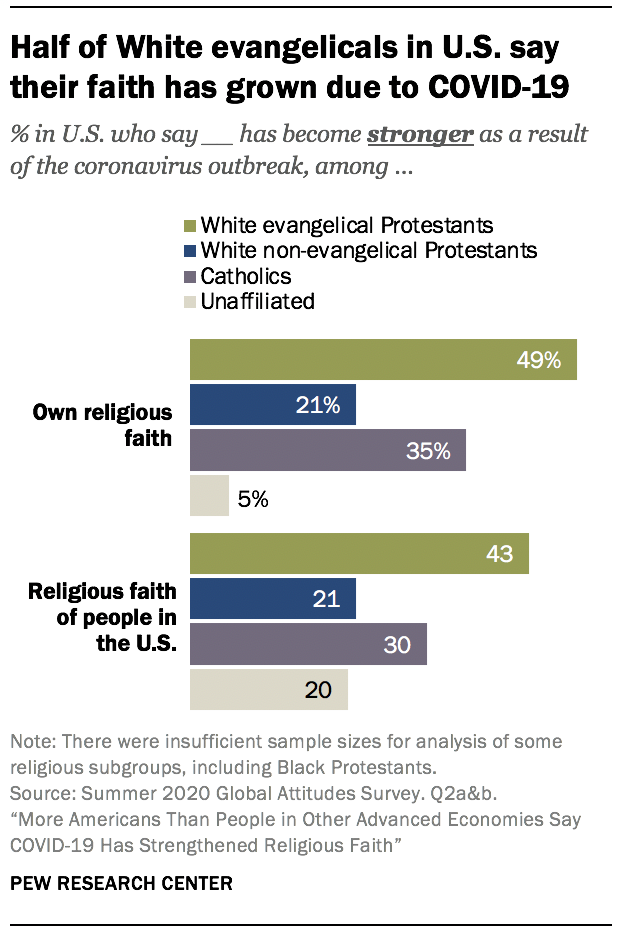 Half of White evangelicals in U.S. say
their faith has grown due to COVID-19
% in U.S. who say __ has become stronger as a result
of the coronavirus outbreak, among ...
White evangelical Protestants
White non-evangelical Protestants
Catholics
Unaffiliated
Own religious
faith
49%
21%
35%
5%
Religious faith
of people in
the U.S.
43
21
30
20
Note: There were insufficient sample sizes for analysis of some
religious subgroups, including Black Protestants.
Source: Summer 2020 Global Attitudes Survey. Q2a&b.
“More Americans Than People in Other Advanced Economies Say
COVID-19 Has Strengthened Religious Faith”
PEW RESEARCH CENTER